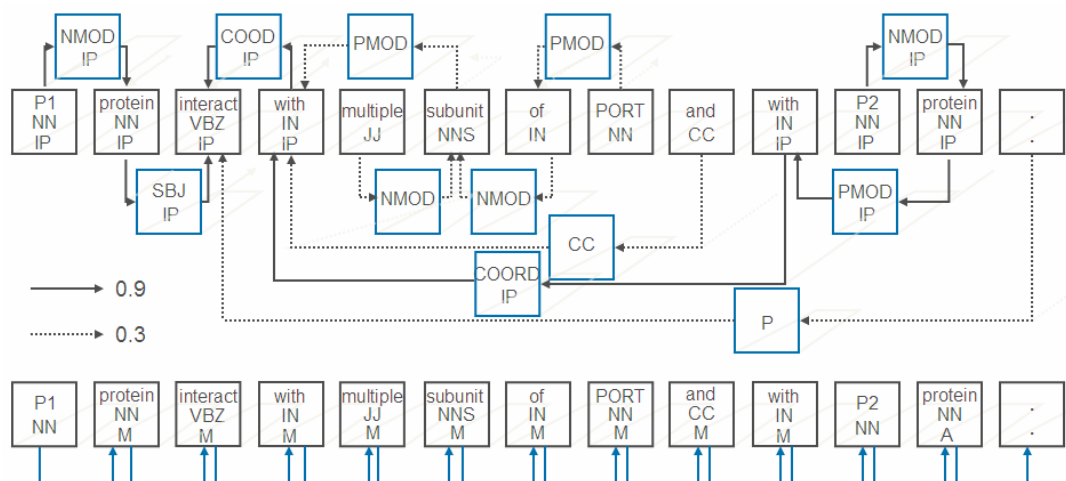 NMOD
IP
COOD
IP
PMOD
PMOD
NMOD
IP
P1
NN
IP
protein
NN
IP
interact
VBZ
IP
with
IN
IP
multiple
JJ
subunit
NNS
of
IN
PORT
NN
and
CC
with
IN
IP
P2
NN
IP
protein
NN
IP
.
.
SBJ
IP
NMOD
NMOD
PMOD
IP
CC
COORD
IP
P
0.9
0.3
P1
NN
protein
NN
M
interact
VBZ
M
with
IN
M
multiple
JJ
M
subunit
NNS
M
of
IN
M
PORT
NN
M
and
CC
M
with
IN
M
P2
NN
protein
NN
A
.
.